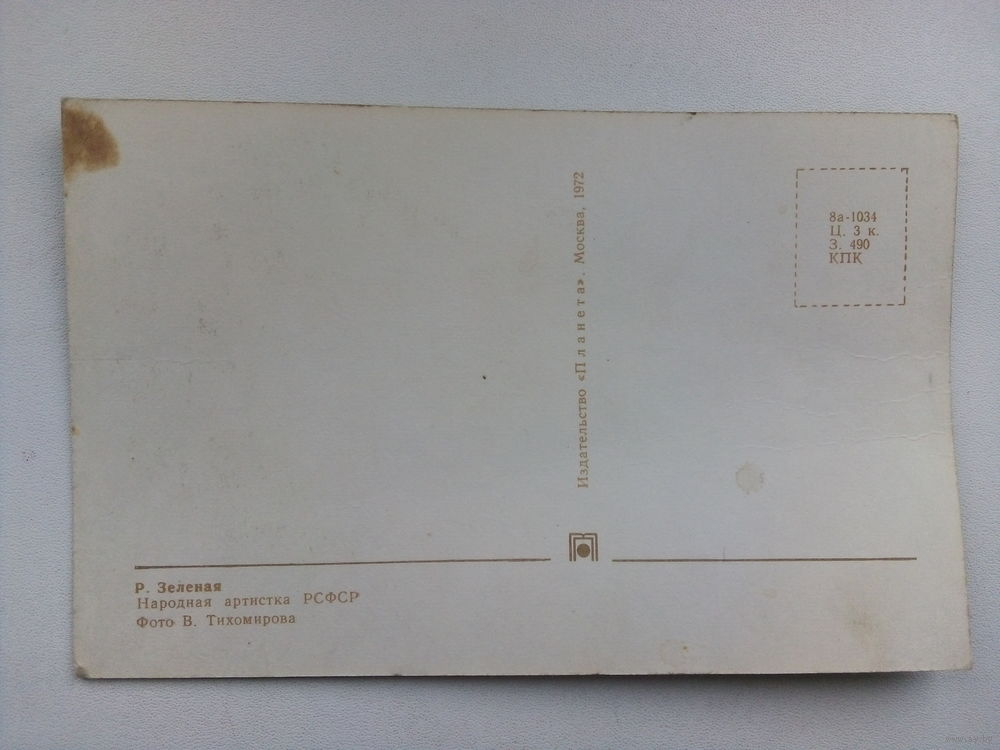 8а-1034
Ц. 3 к.
З. 490
КПК
Издательство «Планета». Москва, 1972
Р. Зеленая
Народная артистка РСФСР
Фото В. Тихомирова